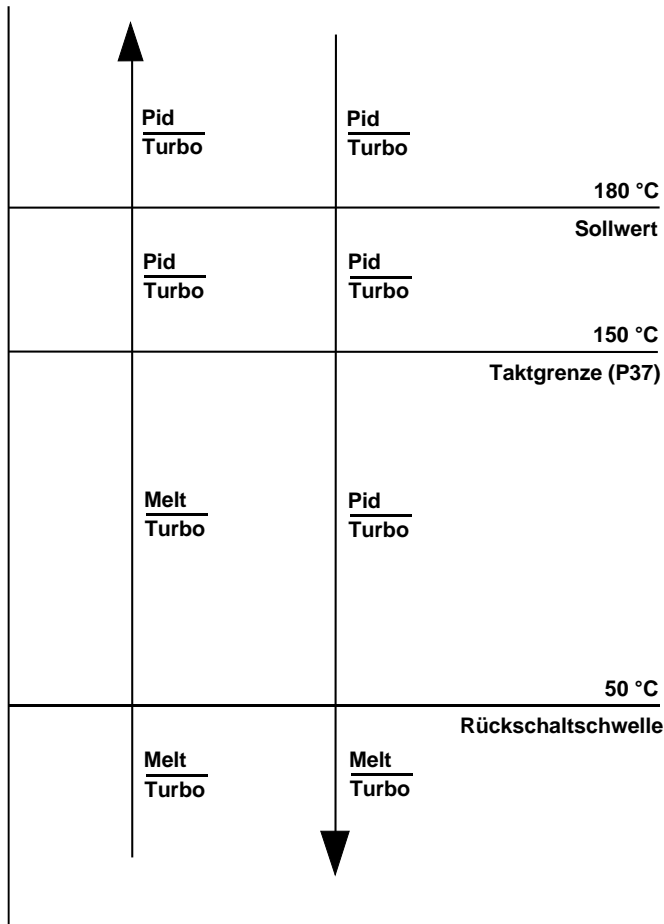 Pid
Turbo
Pid
Turbo
180 °C
Sollwert
Pid
Turbo
Pid
Turbo
150 °C
Taktgrenze (P37)
Melt
Turbo
Pid
Turbo
50 °C
Rückschaltschwelle
Melt
Turbo
Melt
Turbo